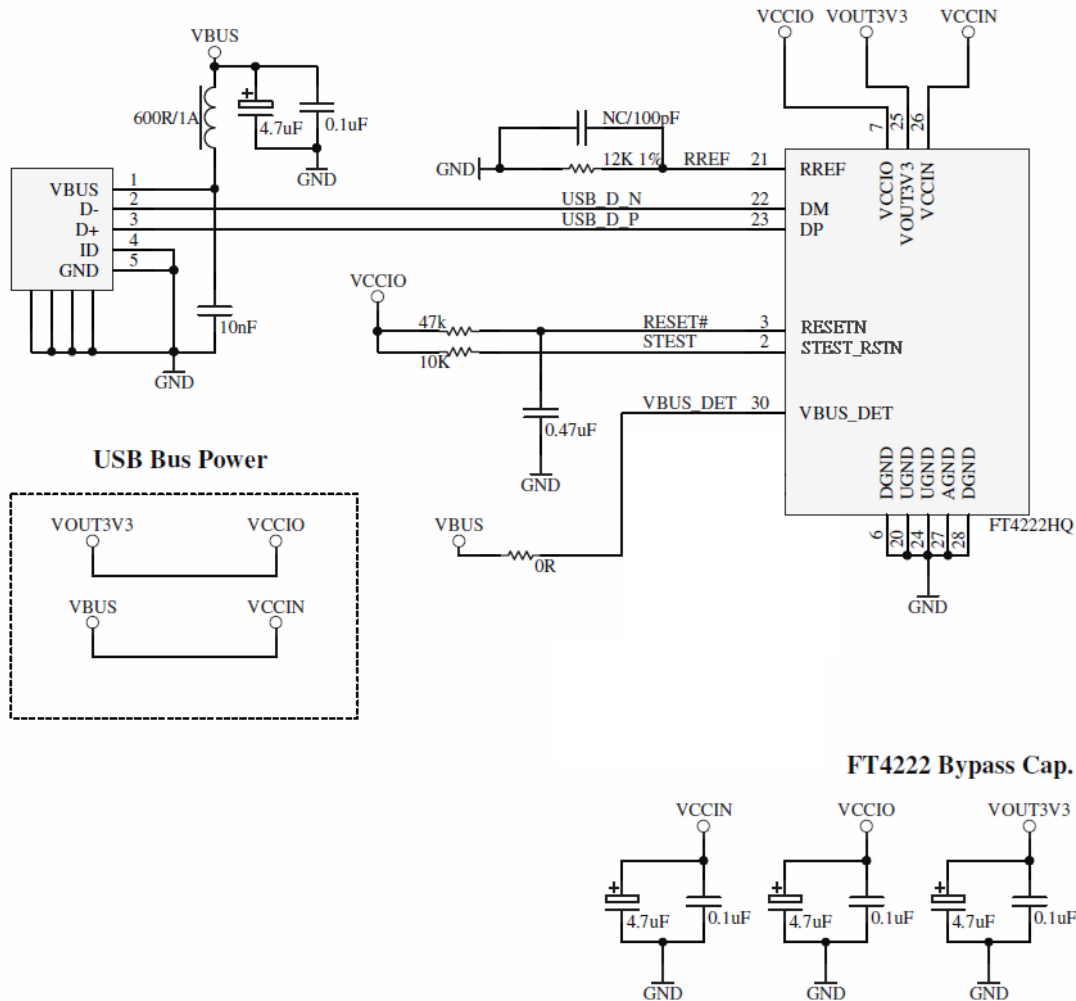 VCCIO VOUT3V3 VCCIN
VBUS
600R/1A
4.7uF
0.1uF
GND
NC/100pF
GND
12K 1%
RREF 21
7
25
26
RREF
VCCIO
VOUT3V3
VCCIN
VBUS 1
D- 2
D+ 3
ID 4
GND 5
USB_D_N 22 DM
USB_D_P 23 DP
10nF
GND
VCCIO
47k
RESET# 3 RESETN
10K
STEST 2 STEST_RSTN
0.47uF
GND
VBUS_DET 30 VBUS_DET
VBUS
0R
DGND
UGND
UGND
AGND
DGND
6
20
24
27
28
FT4222HQ
GND
USB Bus Power
VOUT3V3 VCCIO
VBUS VCCIN
FT4222 Bypass Cap.
VCCIN VCCIO VOUT3V3
4.7uF 0.1uF 4.7uF 0.1uF 4.7uF 0.1uF
GND GND GND